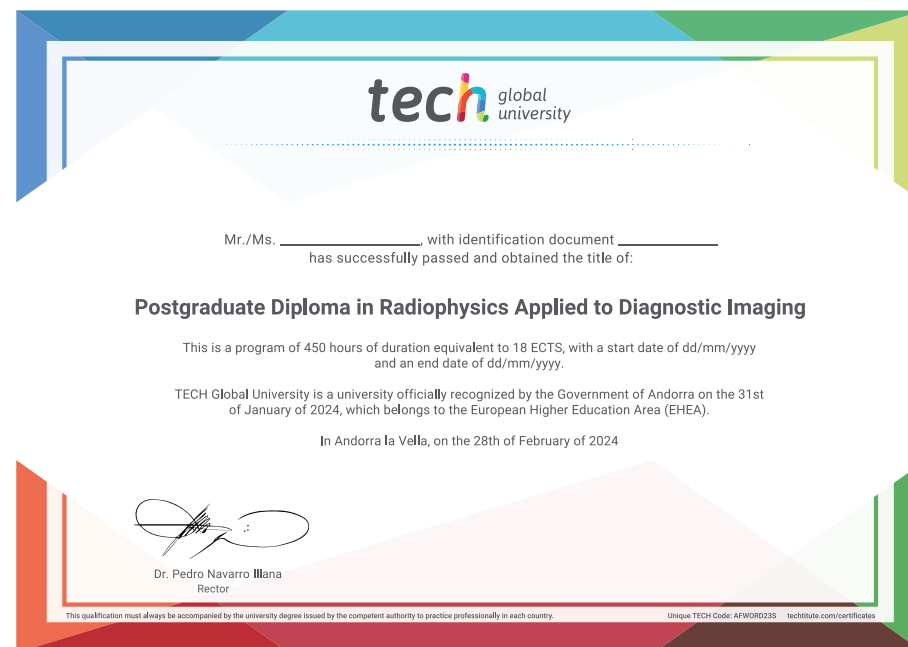 tech global university
Mr./Ms. ____________, with identification document ____________
has successfully passed and obtained the title of:
Postgraduate Diploma in Radiophysics Applied to Diagnostic Imaging
This is a program of 450 hours of duration equivalent to 18 ECTS, with a start date of dd/mm/yyyy
and an end date of dd/mm/yyyy.
TECH Global University is a university officially recognized by the Government of Andorra on the 31st
of January of 2024, which belongs to the European Higher Education Area (EHEA).
In Andorra la Vella, on the 28th of February of 2024
Dr. Pedro Navarro Illana
Rector
This qualification must always be accompanied by the university degree issued by the competent authority to practice professionally in each country.
Unique TECH Code: AFWORD23S techtitute.com/certificates